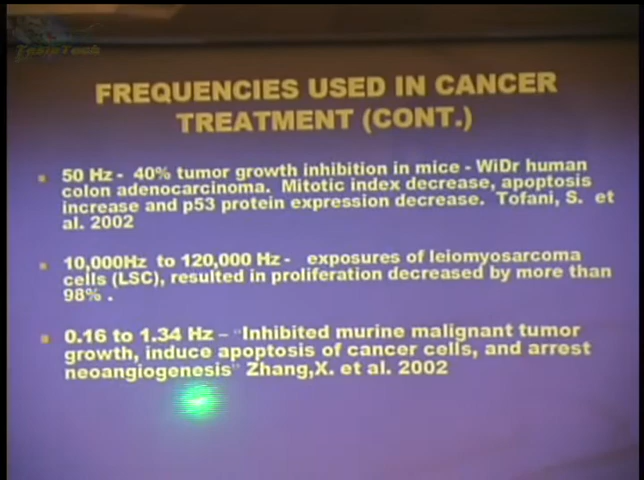 FREQUENCIES USED IN CANCER
TREATMENT (CONT.)
50 Hz - 40% tumor growth inhibition in mice - WiDr human
colon adenocarcinoma. Mitotic index decrease, apoptosis
increase and p53 protein expression decrease. Tofani, S. et
al. 2002
10,000Hz to 120,000 Hz - exposures of leiomyosarcoma
cells (LSC), resulted in proliferation decreased by more than
98% .
0.16 to 1.34 Hz – "Inhibited murine malignant tumor
growth, induce apoptosis of cancer cells, and arrest
neoangiogenesis" Zhang,X. et al. 2002